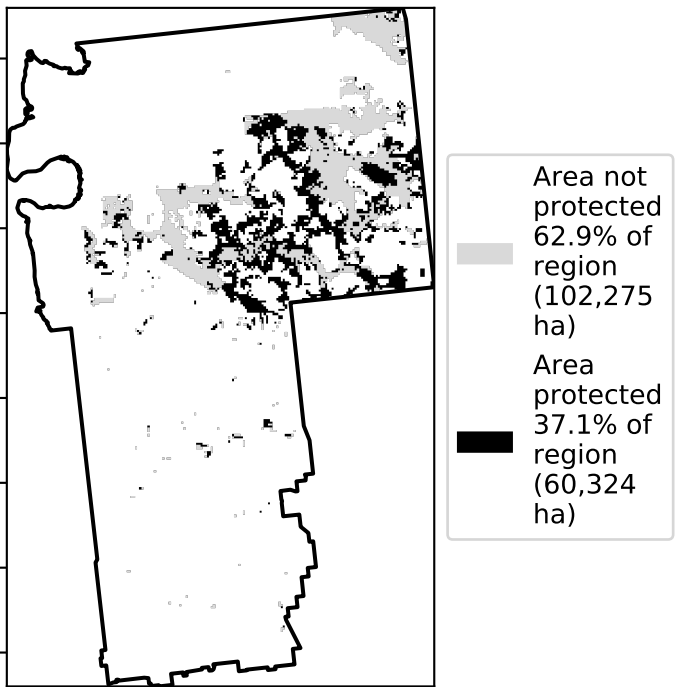 Area not
protected
62.9% of
region
(102,275
ha)
Area
protected
37.1% of
region
(60,324
ha)